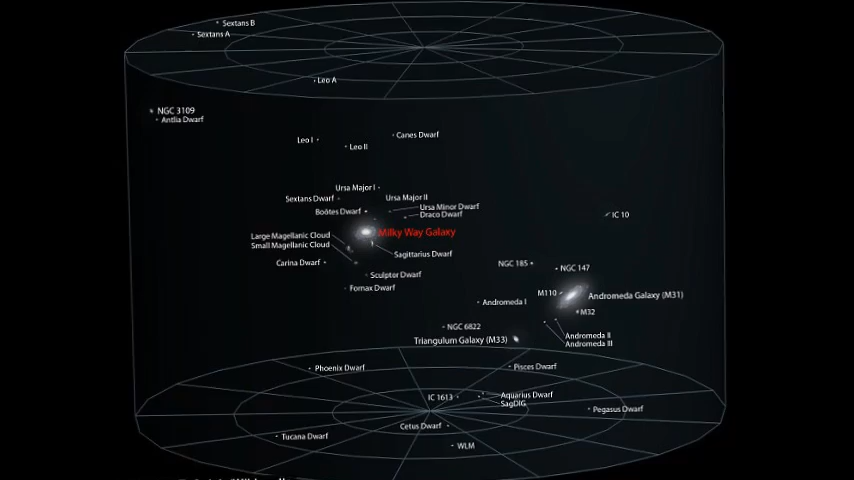 Sextans B
Sextans A
Leo A
NGC 3109
Antlia Dwarf
Canes Dwarf
Leo I
Leo II
Ursa Major I
Ursa Major II
Sextans Dwarf
Ursa Minor Dwarf
Boötes Dwarf
Draco Dwarf
IC 10
Milky Way Galaxy
Large Magellanic Cloud
Small Magellanic Cloud
Sagittarius Dwarf
Carina Dwarf
NGC 185
NGC 147
Sculptor Dwarf
Fornax Dwarf
M110
Andromeda Galaxy (M31)
Andromeda I
M32
NGC 6822
Andromeda II
Triangulum Galaxy (M33)
Andromeda III
Phoenix Dwarf
Pisces Dwarf
IC 1613
Aquarius Dwarf
SagDIG
Pegasus Dwarf
Cetus Dwarf
Tucana Dwarf
WLM